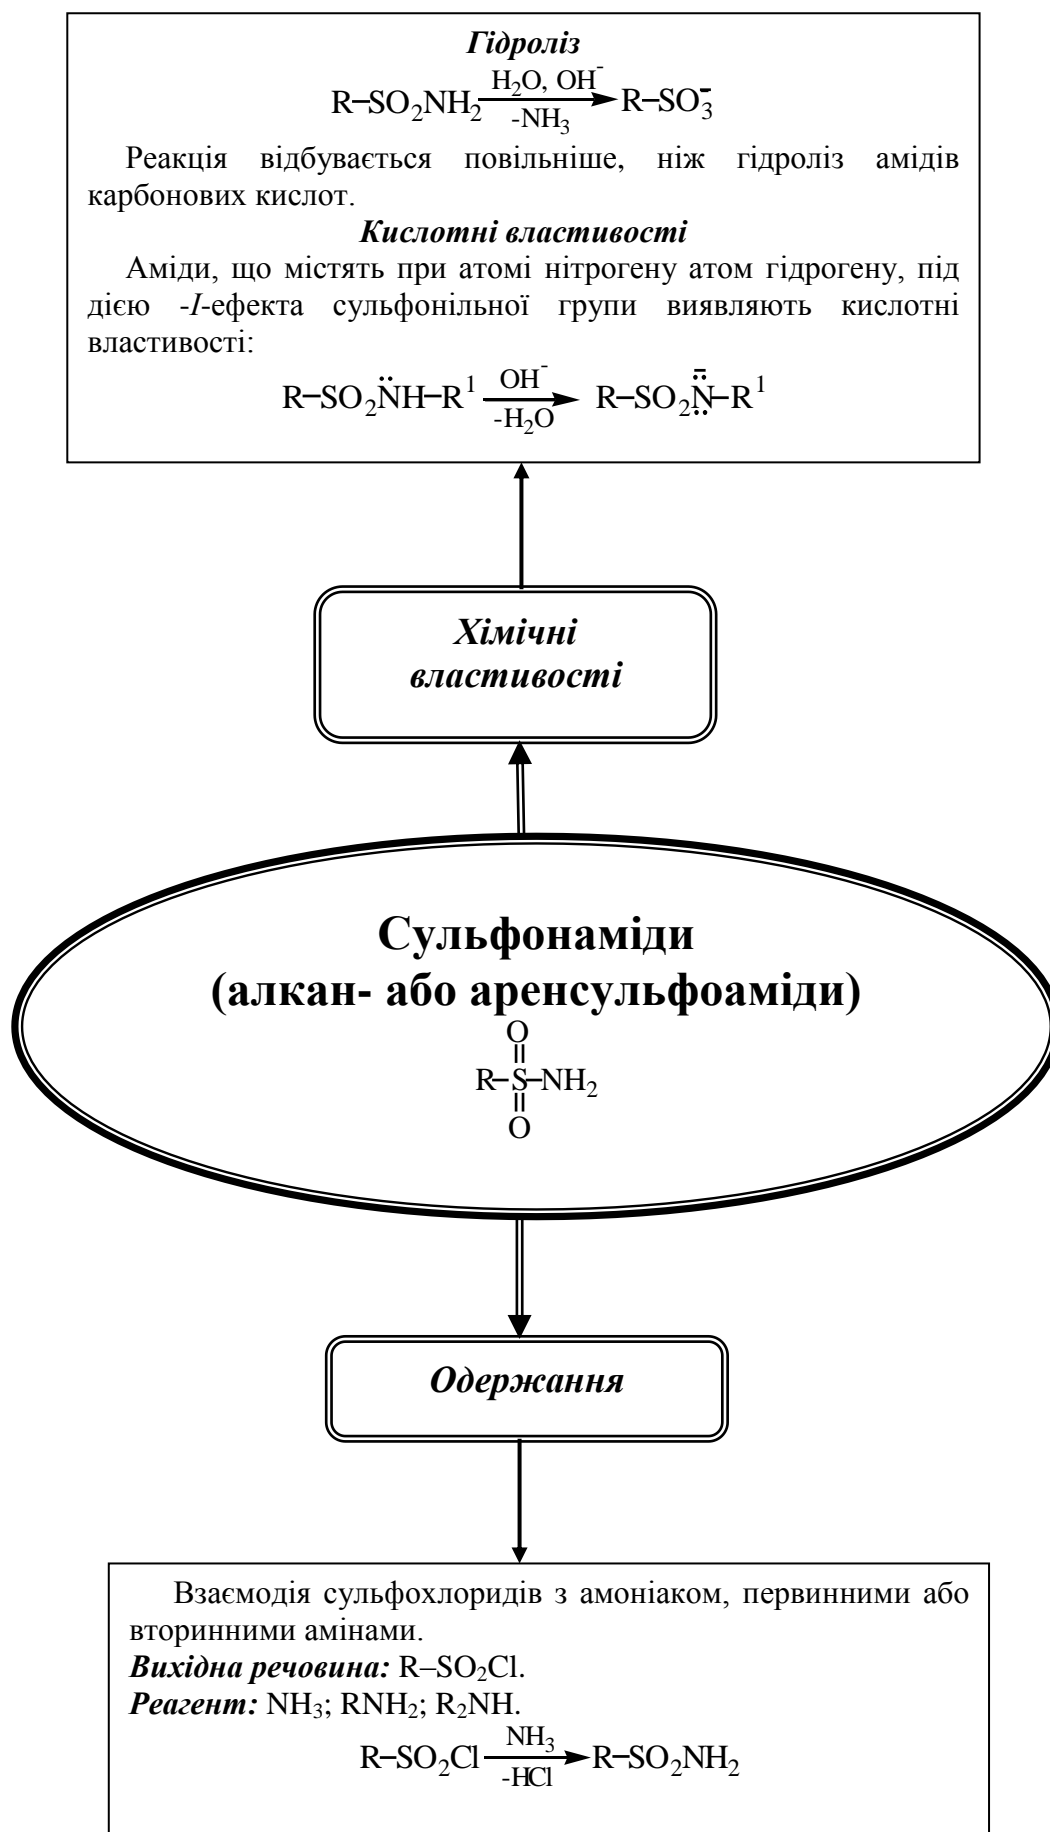 Гідроліз
R–SO₂NH₂ H₂O, OH⁻ -NH₃ → R–SO₃⁻
Реакція відбувається повільніше, ніж гідроліз амідів
карбонових кислот.
Кислотні властивості
Аміди, що містять при атомі нітрогену атом гідрогену, під
дією -I-ефекта сульфонільної групи виявляють кислотні
властивості:
R–SO₂N̈H–R¹ OH⁻ -H₂O → R–SO₂N̈⁻–R¹
Хімічні
властивості
Сульфонаміди
(алкан- або аренсульфоаміди)
O
R–S–NH₂
O
Одержання
Взаємодія сульфохлоридів з амоніаком, первинними або
вторинними амінами.
Вихідна речовина: R–SO₂Cl.
Реагент: NH₃; RNH₂; R₂NH.
R–SO₂Cl NH₃ -HCl → R–SO₂NH₂